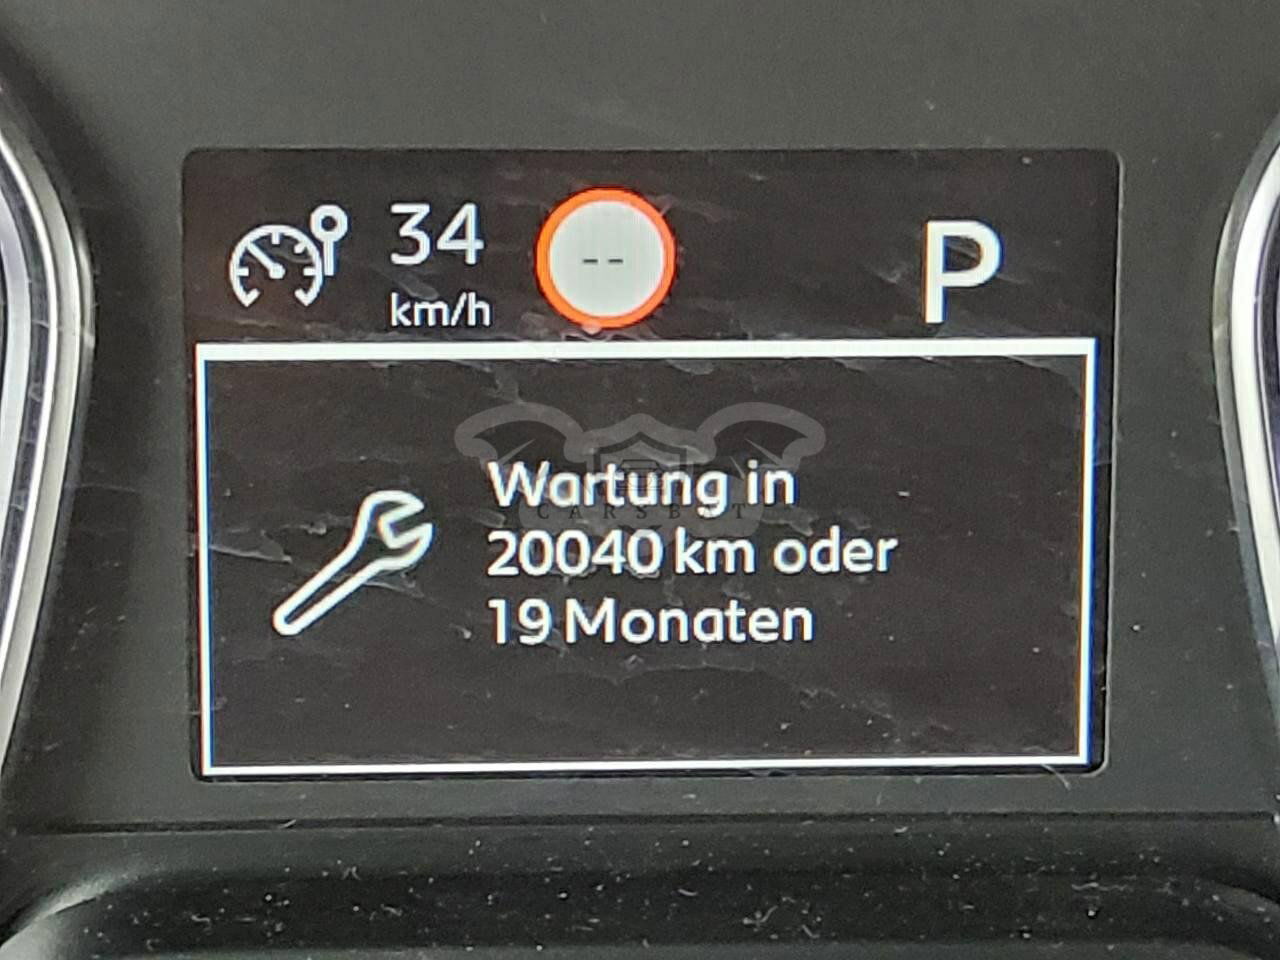 34
km/h
--
P
Wartung in
CARSBAT
20040 km oder
19 Monaten